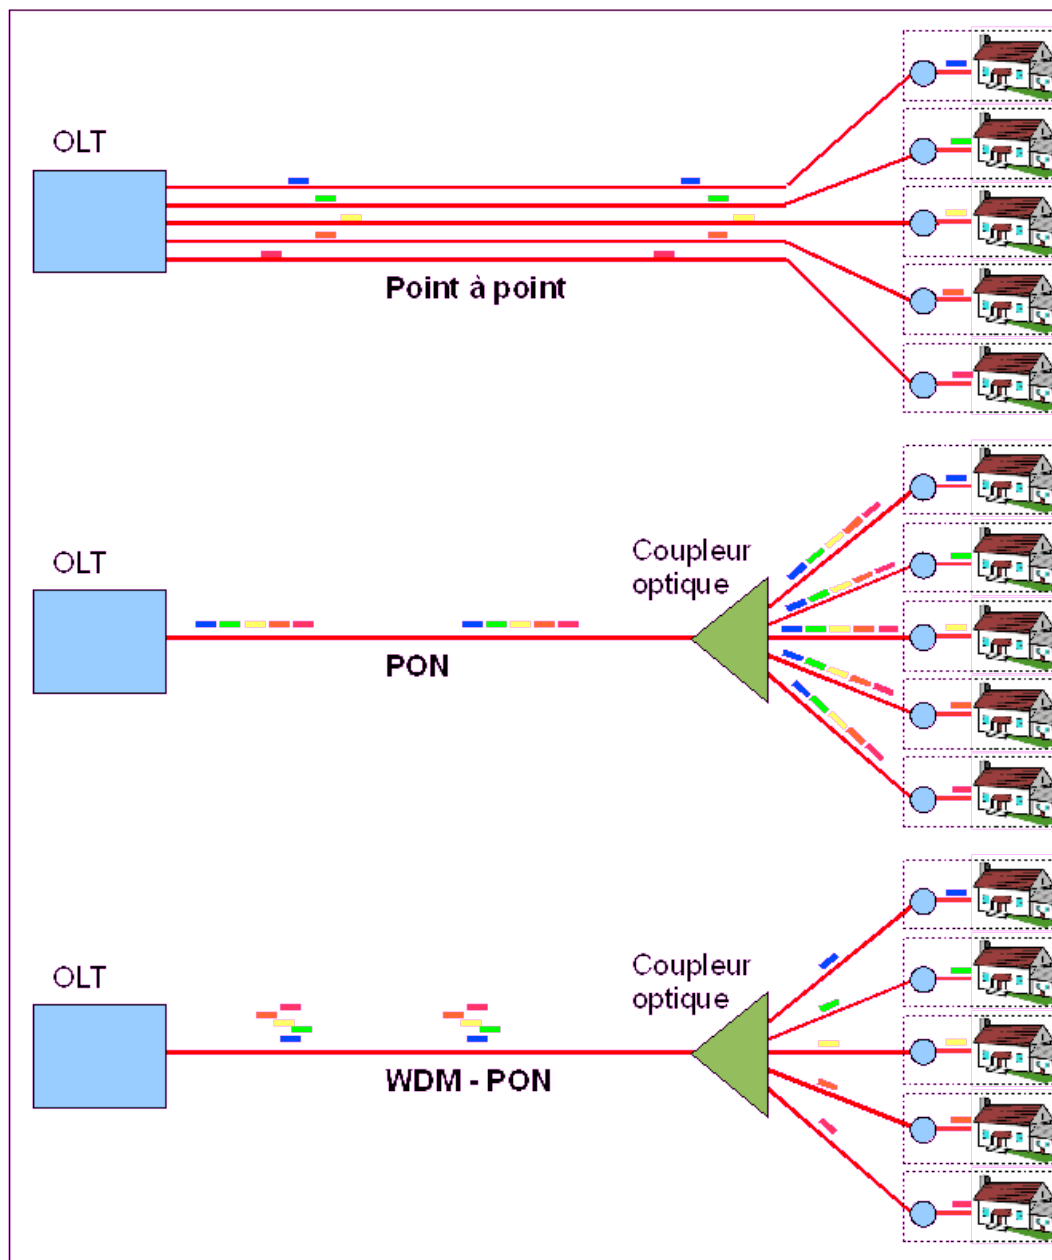 OLT
Point à point
OLT
Coupleur
optique
PON
OLT
Coupleur
optique
WDM - PON